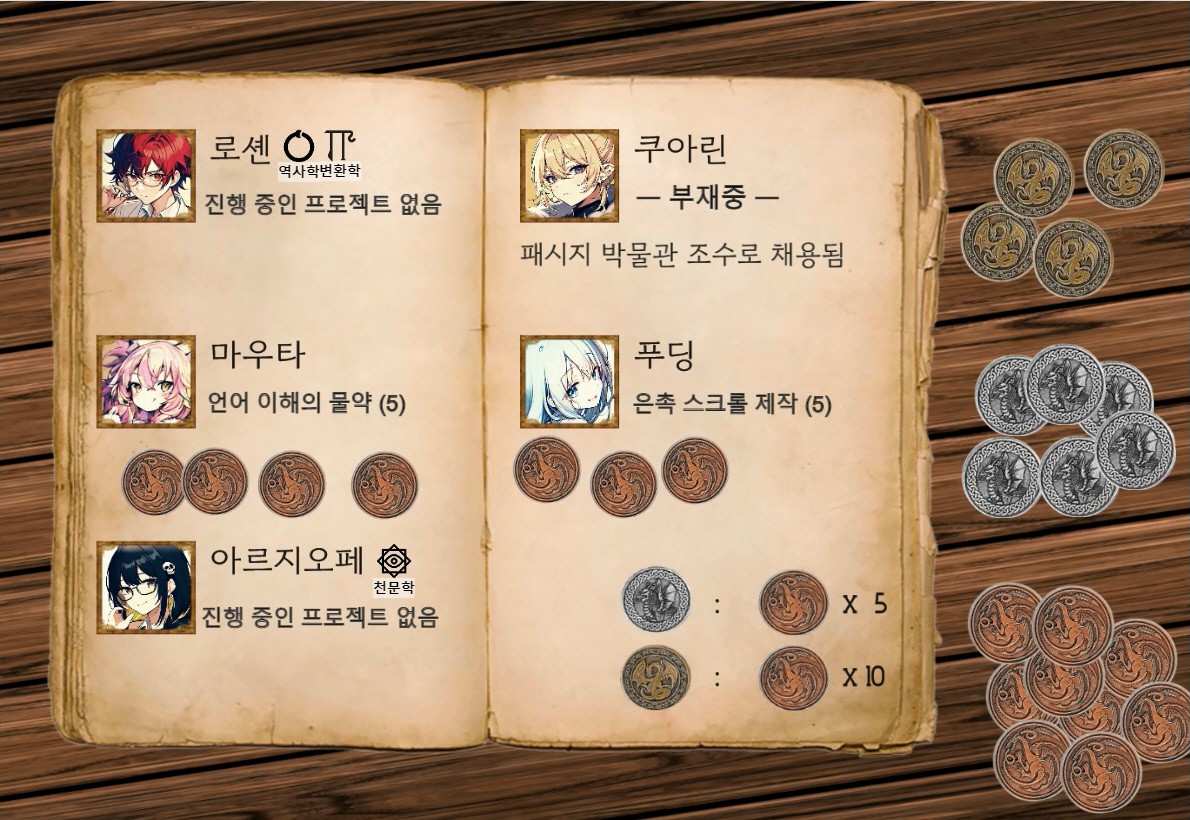 로셴
역사학변환학
진행 중인 프로젝트 없음
마우타
언어 이해의 물약 (5)
아르지오페
천문학
진행 중인 프로젝트 없음
쿠아린
— 부재중 —
패시지 박물관 조수로 채용됨
푸딩
은촉 스크롤 제작 (5)
: X 5
: X 10